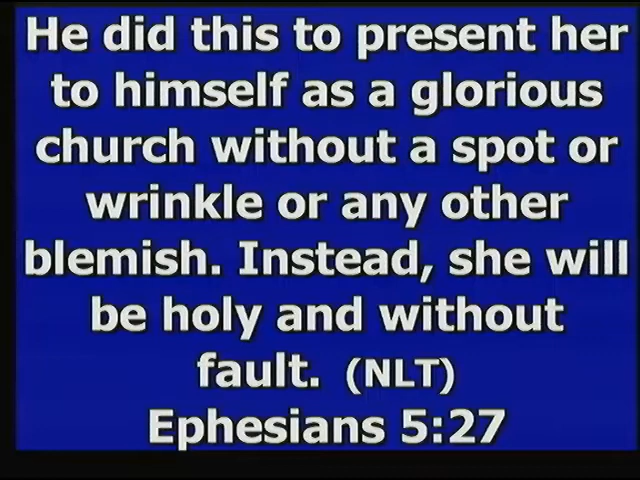 He did this to present her
to himself as a glorious
church without a spot or
wrinkle or any other
blemish. Instead, she will
be holy and without
fault. (NLT)
Ephesians 5:27